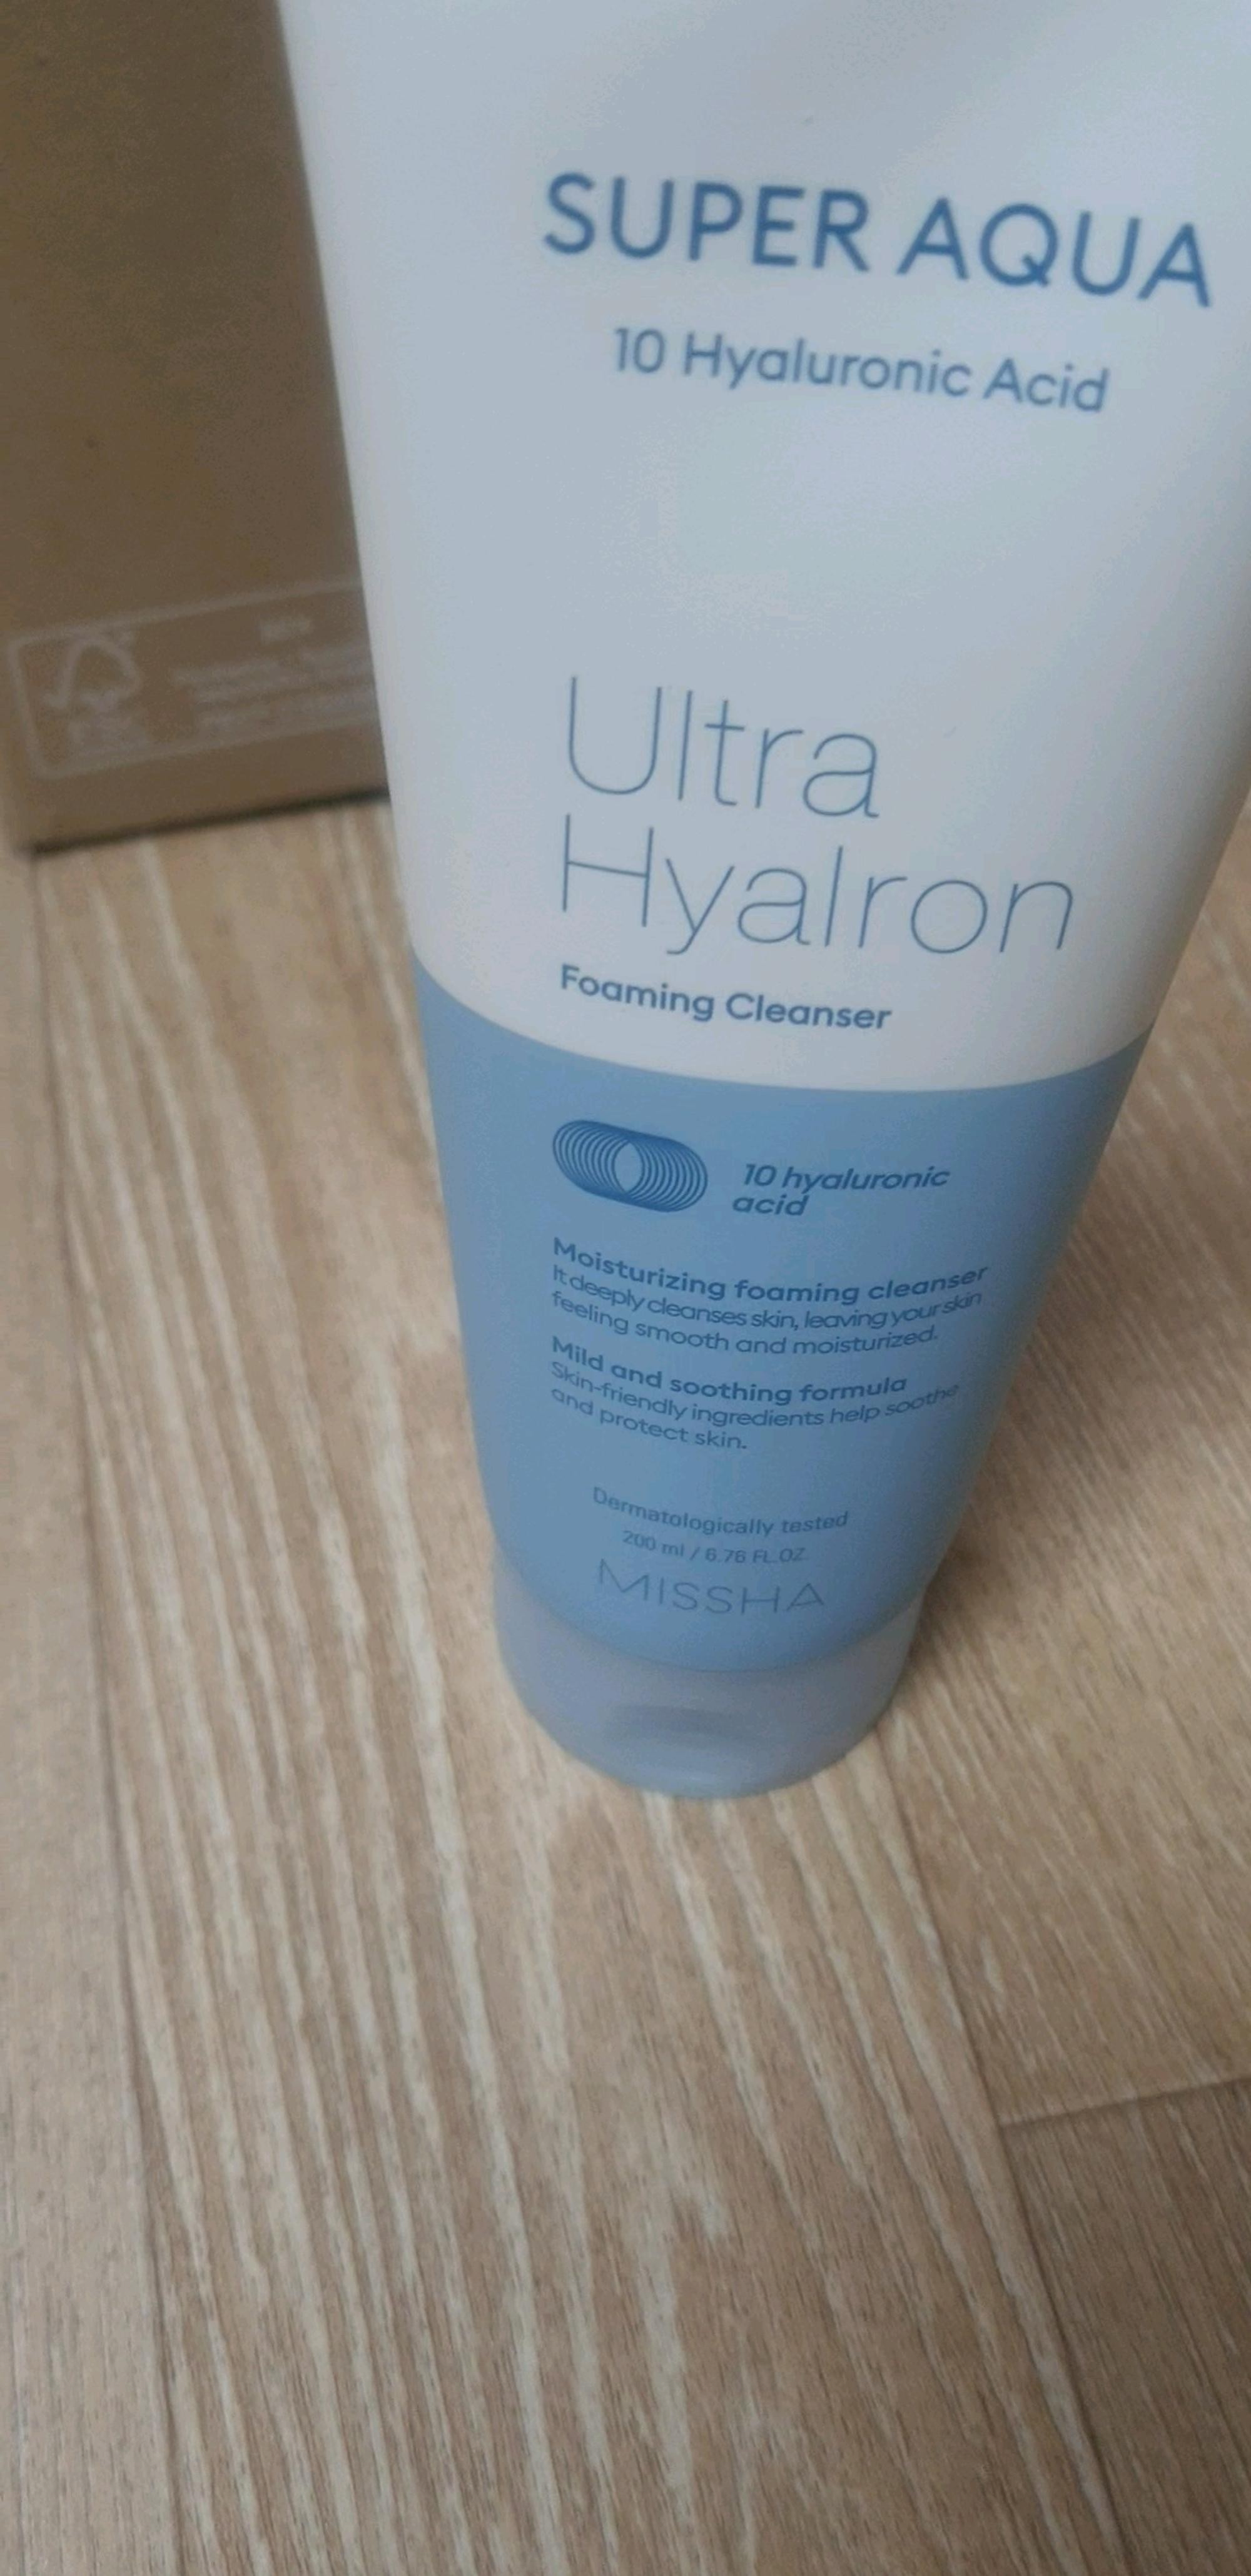 SUPER AQUA
10 Hyaluronic Acid
Ultra
Hyalron
Foaming Cleanser
10 hyaluronic
acid
Moisturizing foaming cleanser
It deeply cleanses skin, leaving your skin
feeling smooth and moisturized.
Mild and soothing formula
Skin-friendly ingredients help soothe
and protect skin.
Dermatologically tested
200 ml / 6.76 FL.OZ.
MISSHA